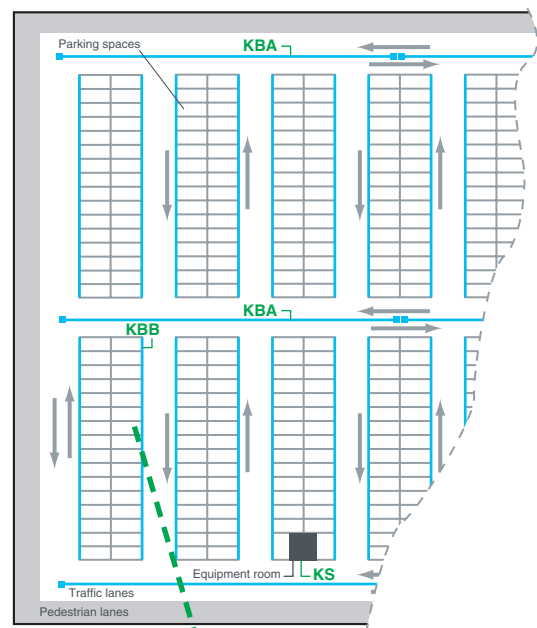 Parking spaces
KBA
KBA
KBB
Equipment room
KS
Traffic lanes
Pedestrian lanes